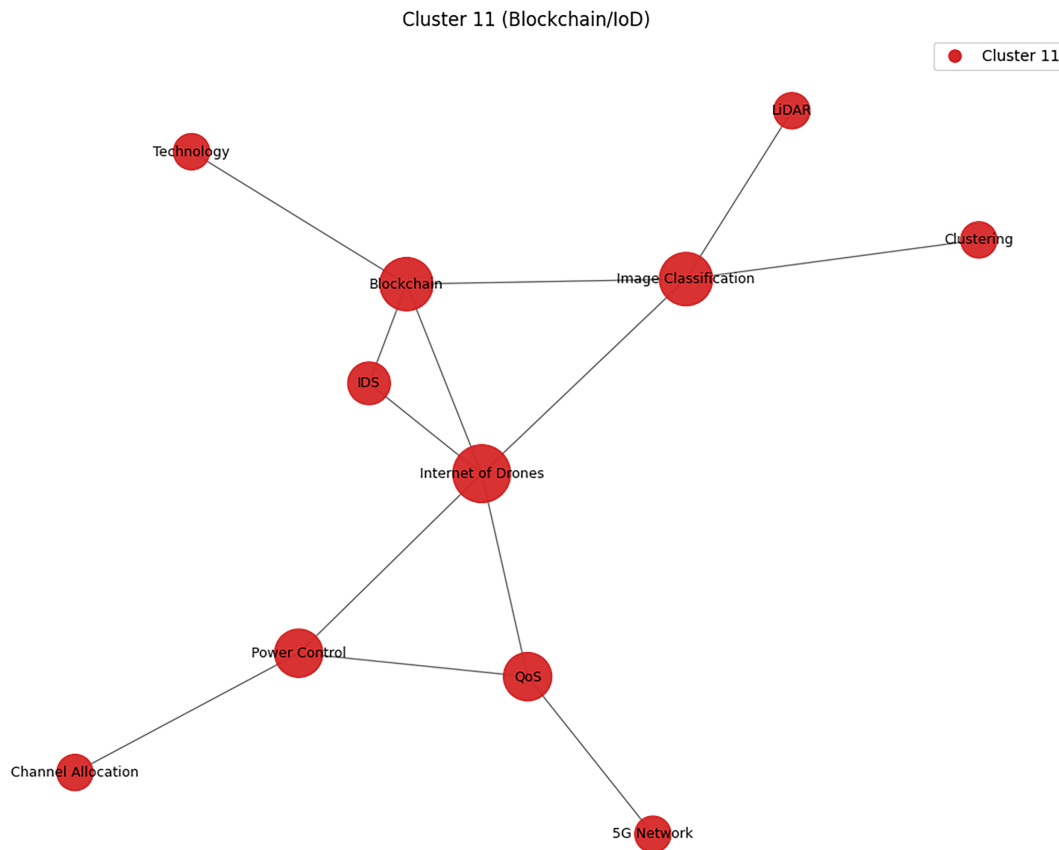 Cluster 11 (Blockchain/IoD)
Cluster 11
LiDAR
Technology
Clustering
Image Classification
Blockchain
IDS
Internet of Drones
Power Control
QoS
Channel Allocation
5G Network